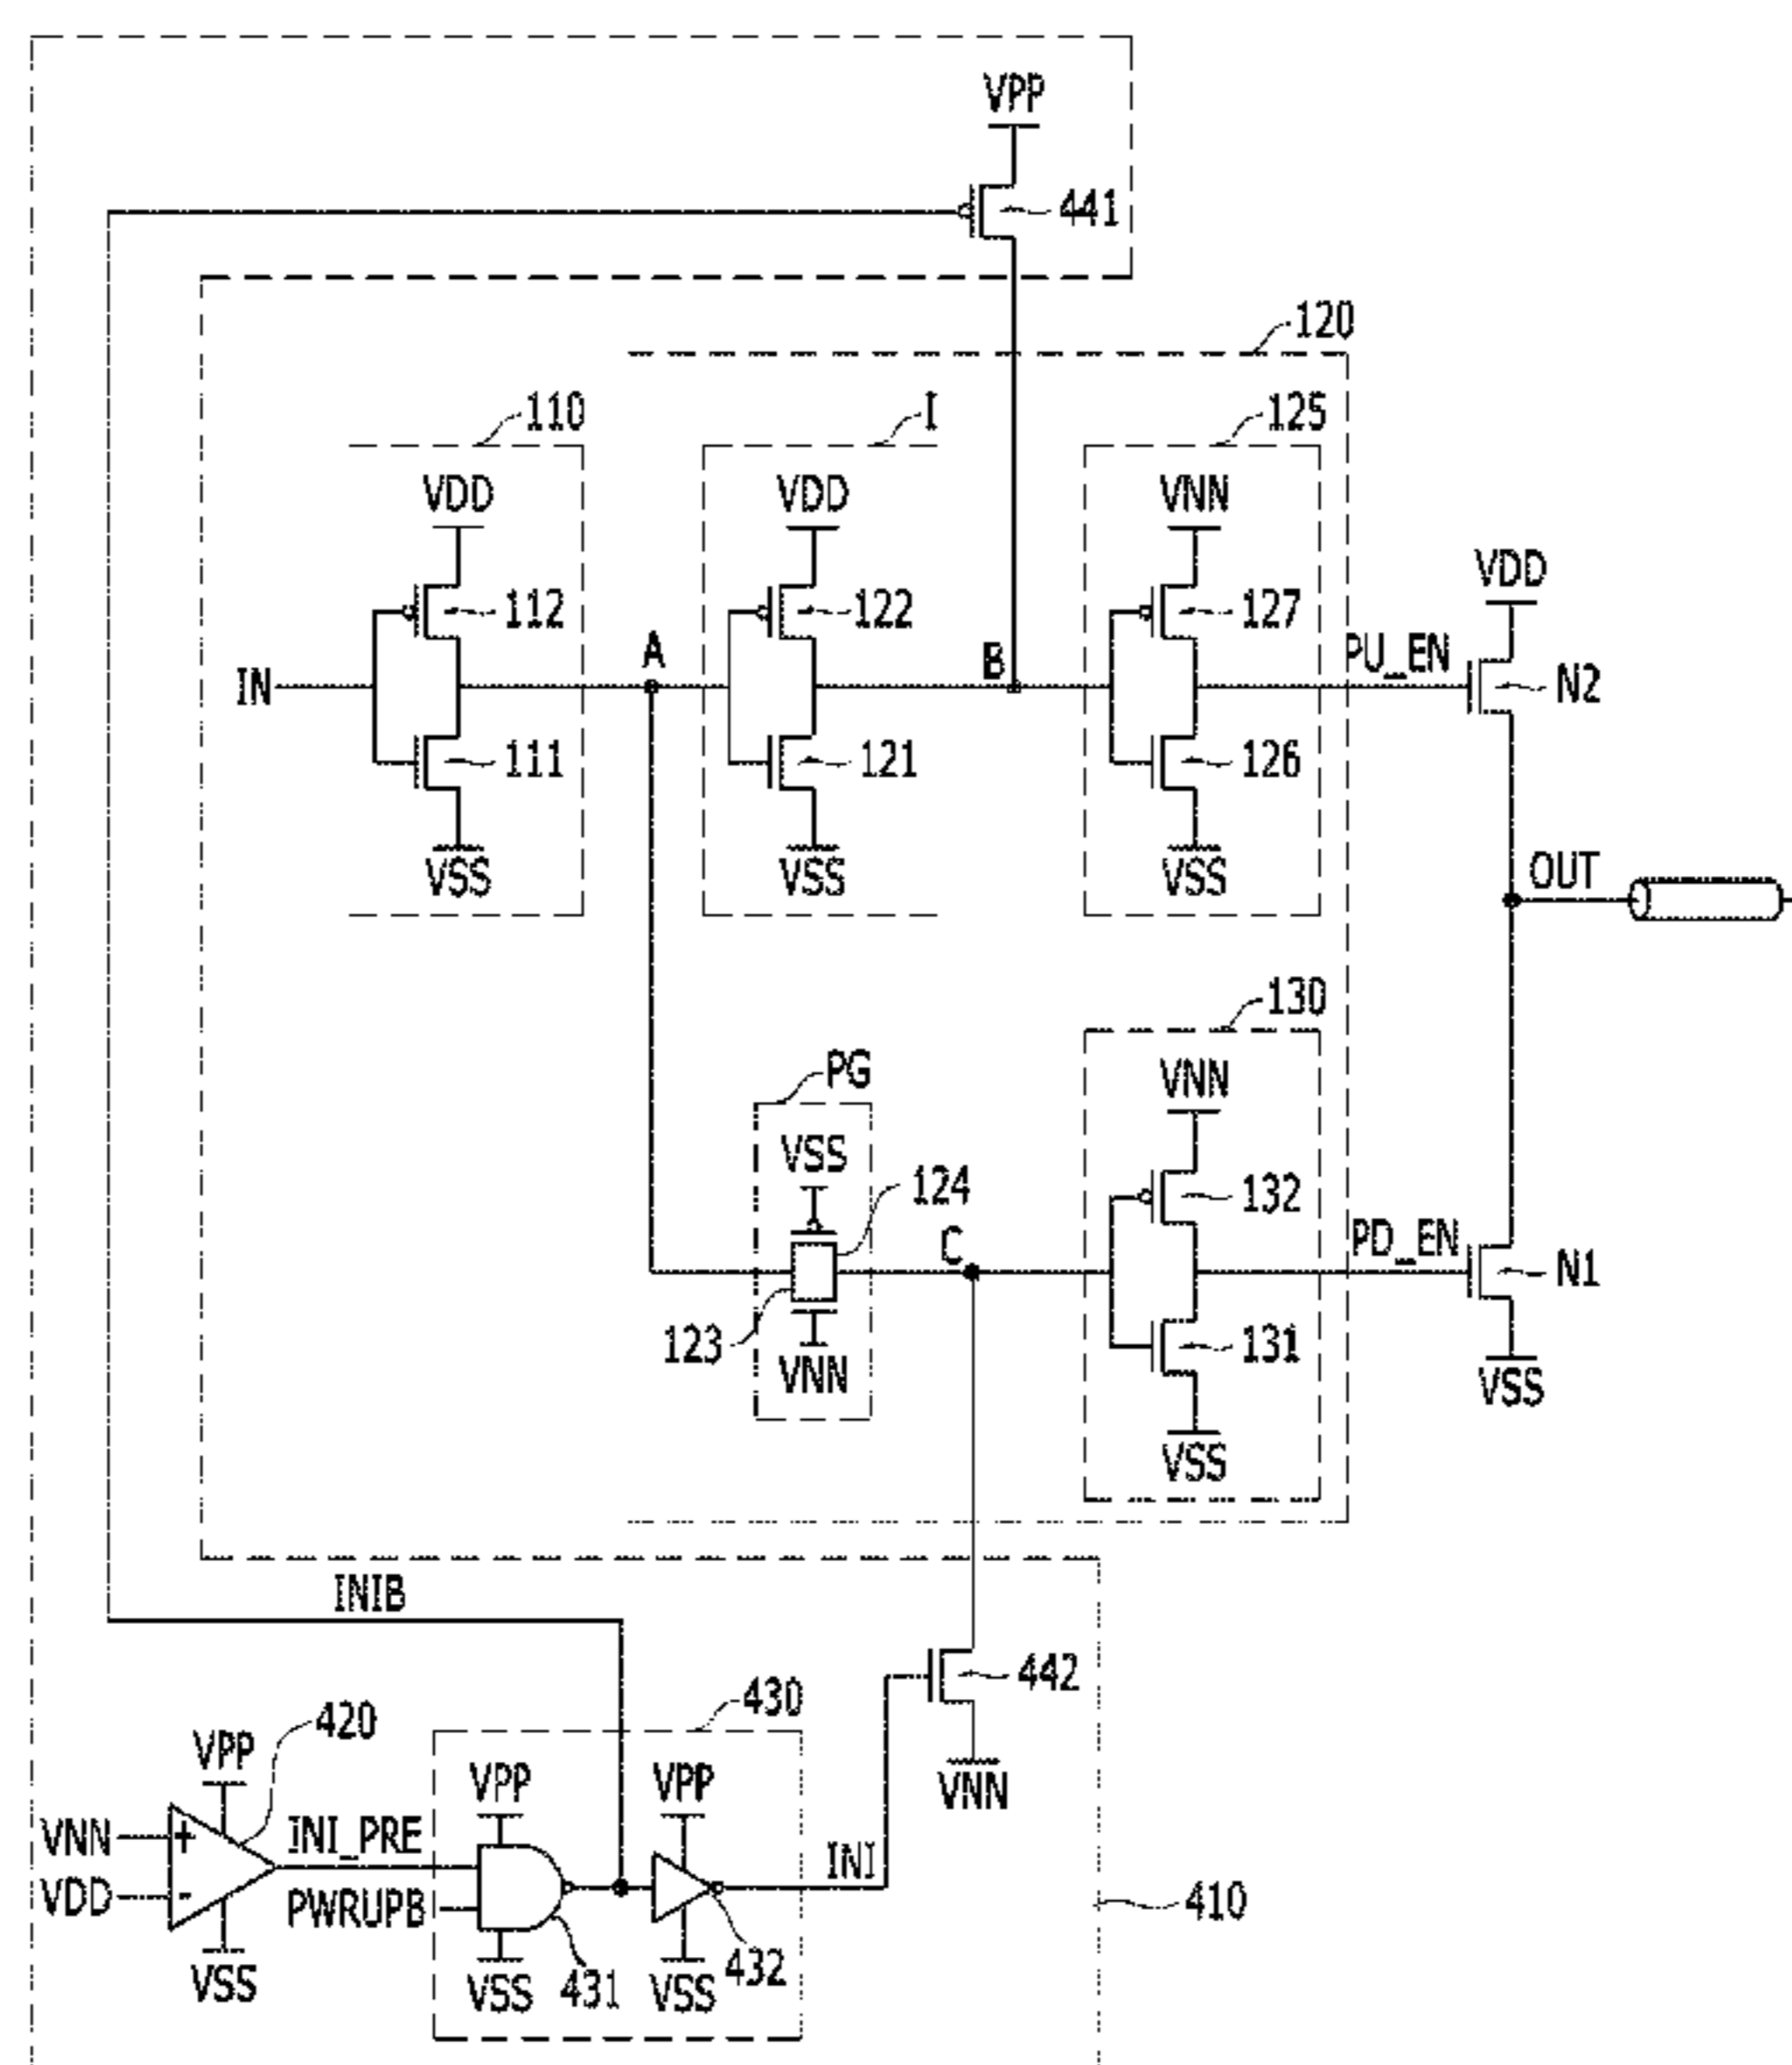 VPP
441
120
110
I
125
VDD
VDD
VNN
VDD
112
122
127
A
B
PU_EN
N2
IN
111
121
126
VSS
VSS
VSS
OUT
130
PG
VNN
VSS
124
132
C
PD_EN
N1
123
131
VNN
VSS
VSS
INIB
442
430
420
VPP
VPP
VPP
VNN
VNN
+
INI_PRE
INI
VDD
-
PWRUPB
410
VSS
VSS
431
VSS
432